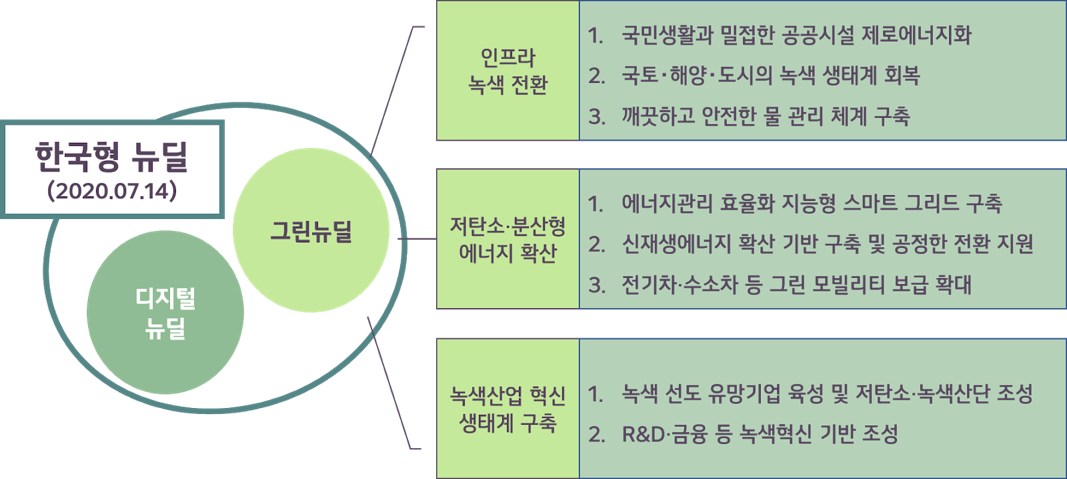 한국형 뉴딜
(2020.07.14)
그린뉴딜
디지털
뉴딜
인프라
녹색 전환
1. 국민생활과 밀접한 공공시설 제로에너지화
2. 국토·해양·도시의 녹색 생태계 회복
3. 깨끗하고 안전한 물 관리 체계 구축
저탄소·분산형
에너지 확산
1. 에너지관리 효율화 지능형 스마트 그리드 구축
2. 신재생에너지 확산 기반 구축 및 공정한 전환 지원
3. 전기차·수소차 등 그린 모빌리티 보급 확대
녹색산업 혁신
생태계 구축
1. 녹색 선도 유망기업 육성 및 저탄소·녹색산단 조성
2. R&D·금융 등 녹색혁신 기반 조성